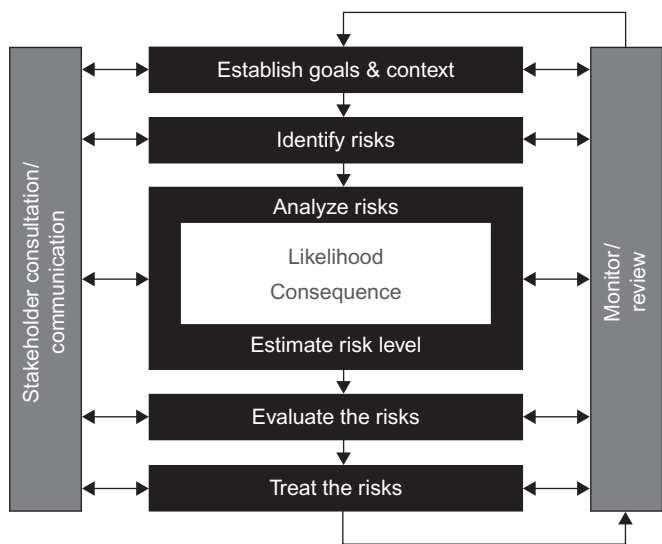 Establish goals & context
Identify risks
Analyze risks
Likelihood
Consequence
Estimate risk level
Evaluate the risks
Treat the risks
Stakeholder consultation/
communication
Monitor/
review